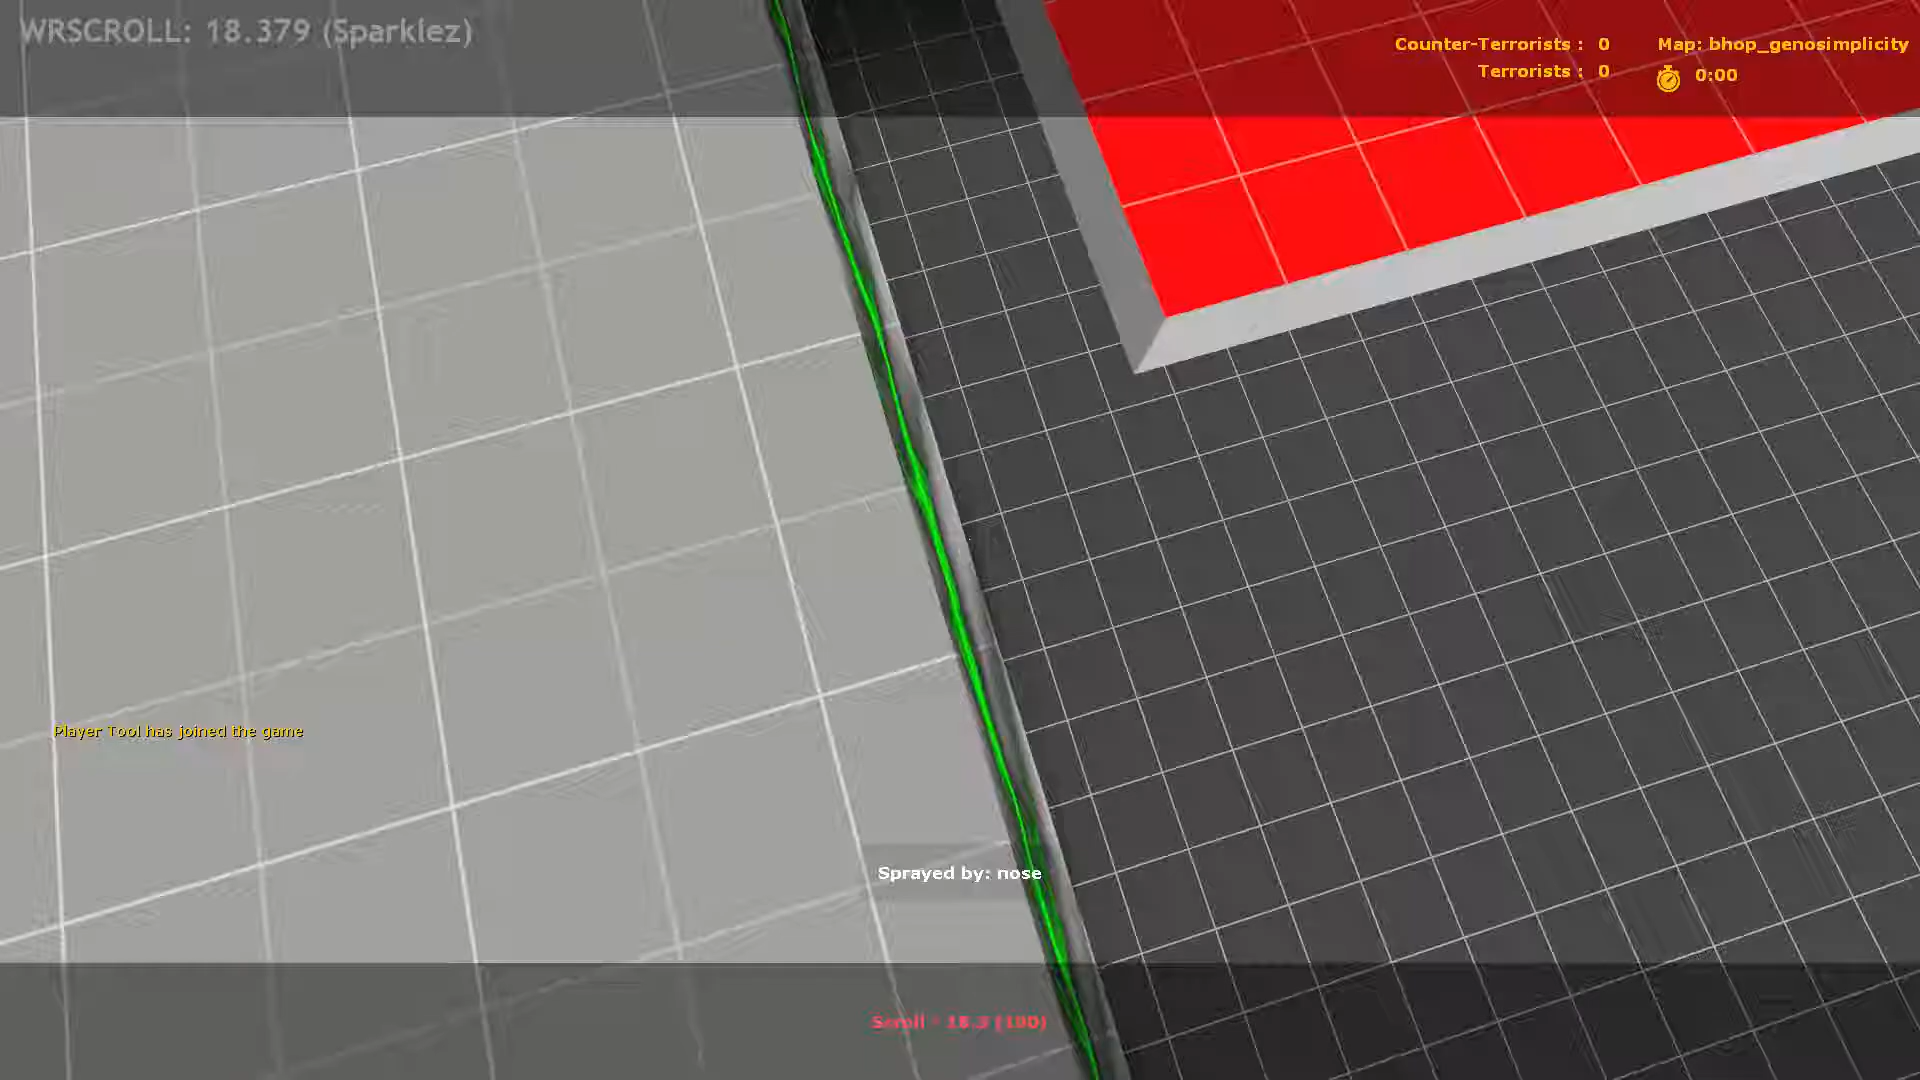 WRSCROLL: 18.379 (Sparklez)
Counter-Terrorists : 0 Map: bhop_genosimplicity
Terrorists : 0 0:00
Player Tool has joined the game
Sprayed by: nose
Scroll - 18.3 (100)